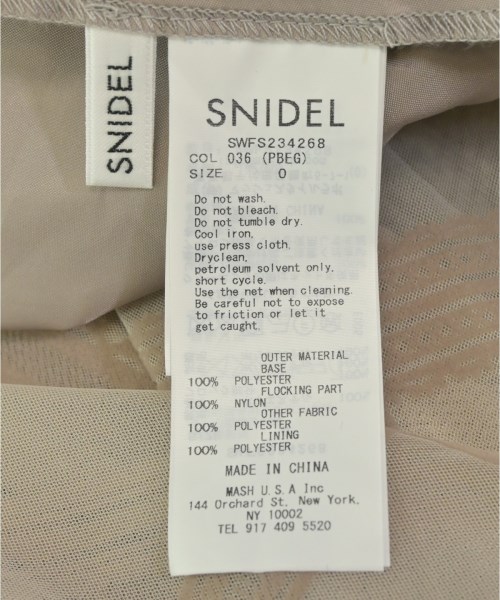 SNIDEL
SNIDEL
SWFS234268
COL 036 (PBEG)
SIZE 0
Do not wash.
Do not bleach.
Do not tumble dry.
Cool iron.
use press cloth.
Dryclean.
petroleum solvent only.
short cycle.
Use the net when cleaning.
Be careful not to expose
to friction or let it
get caught.
OUTER MATERIAL
BASE
100% POLYESTER
FLOCKING PART
100% NYLON
OTHER FABRIC
100% POLYESTER
LINING
100% POLYESTER
MADE IN CHINA
MASH U.S.A Inc
144 Orchard St. New York.
NY 10002
TEL 917 409 5520